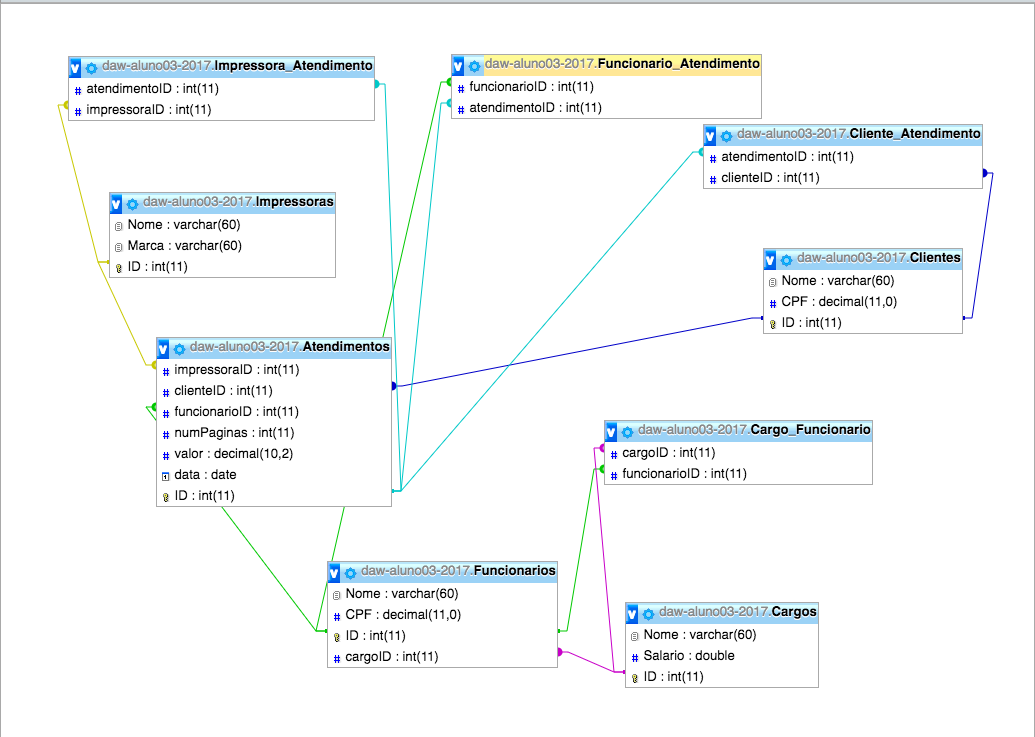 daw-aluno03-2017.Impressora_Atendimento
# atendimentoID : int(11)
# impressoraID : int(11)
daw-aluno03-2017.Funcionario_Atendimento
# funcionarioID : int(11)
# atendimentoID : int(11)
daw-aluno03-2017.Cliente_Atendimento
# atendimentoID : int(11)
# clienteID : int(11)
daw-aluno03-2017.Impressoras
Nome : varchar(60)
Marca : varchar(60)
ID : int(11)
daw-aluno03-2017.Clientes
Nome : varchar(60)
# CPF : decimal(11,0)
ID : int(11)
daw-aluno03-2017.Atendimentos
# impressoraID : int(11)
# clienteID : int(11)
# funcionarioID : int(11)
# numPaginas : int(11)
# valor : decimal(10,2)
data : date
ID : int(11)
daw-aluno03-2017.Cargo_Funcionario
# cargoID : int(11)
# funcionarioID : int(11)
daw-aluno03-2017.Funcionarios
Nome : varchar(60)
# CPF : decimal(11,0)
ID : int(11)
# cargoID : int(11)
daw-aluno03-2017.Cargos
Nome : varchar(60)
# Salario : double
ID : int(11)